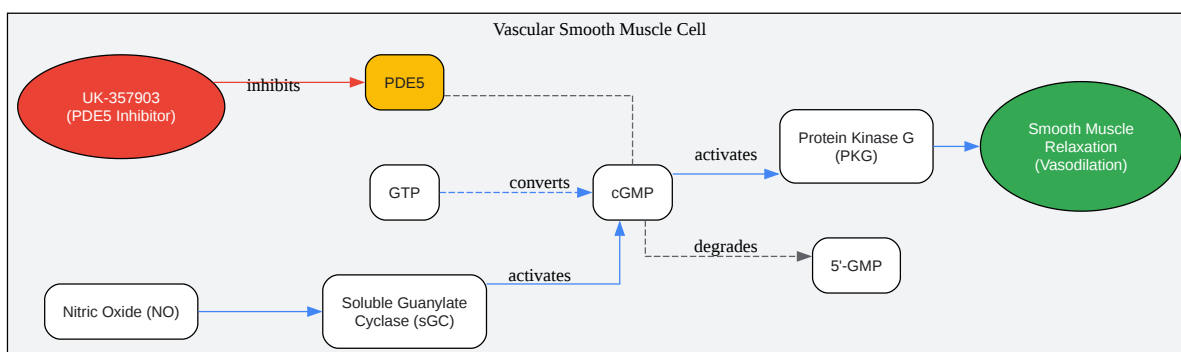 Vascular Smooth Muscle Cell
UK-357903
(PDE5 Inhibitor)
inhibits
PDE5
GTP
converts
cGMP
activates
Protein Kinase G
(PKG)
Smooth Muscle
Relaxation
(Vasodilation)
degrades
5'-GMP
Nitric Oxide (NO)
Soluble Guanylate
Cyclase (sGC)
activates